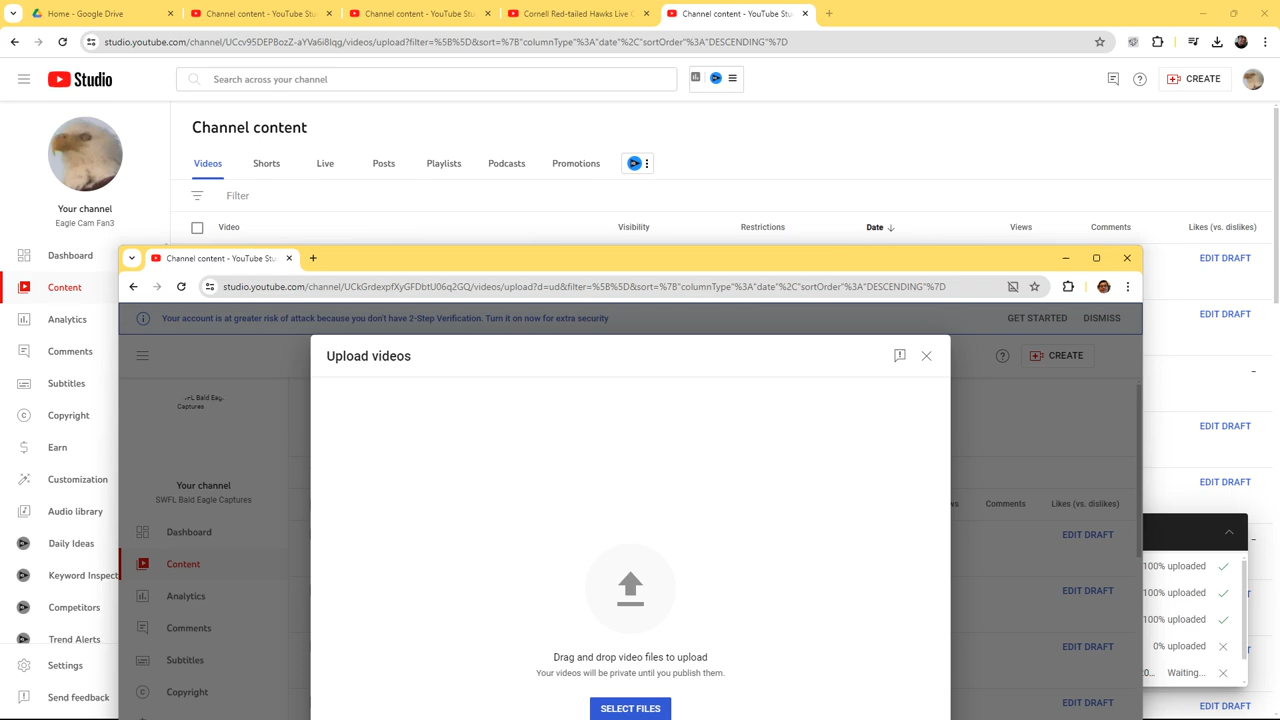 Home - Google Drive
Channel content - YouTube St
Channel content - YouTube St
Cornell Red-tailed Hawks Live C
Channel content - YouTube St
studio.youtube.com/channel/UCcv95DEPBozZ-aYVa6i8lqg/videos/upload?filter=%5B%5D&sort=%7B"columnType"%3A"date"%2C"sortOrder"%3A"DESCENDING"%7D
Studio
Search across your channel
CREATE
Channel content
Videos Shorts Live Posts Playlists Podcasts Promotions
Filter
Your channel
Eagle Cam Fan3
Video Visibility Restrictions Date Views Comments Likes (vs. dislikes)
Dashboard
Content
Analytics
Comments
Subtitles
Copyright
Earn
Customization
Audio library
Daily Ideas
Keyword Inspect
Competitors
Trend Alerts
Settings
Send feedback
EDIT DRAFT
EDIT DRAFT
–
EDIT DRAFT
EDIT DRAFT
–
EDIT DRAFT
Channel content - YouTube Stu
studio.youtube.com/channel/UCkGrdexpfXyGFDbtU06q2GQ/videos/upload?d=ud&filter=%5B%5D&sort=%7B"columnType"%3A"date"%2C"sortOrder"%3A"DESCENDING"%7D
Your account is at greater risk of attack because you don't have 2-Step Verification. Turn it on now for extra security
GET STARTED DISMISS
CREATE
Captures
Your channel
SWFL Bald Eagle Captures
Dashboard
Content
Analytics
Comments
Subtitles
Copyright
Comments Likes (vs. dislikes)
EDIT DRAFT
EDIT DRAFT
EDIT DRAFT
EDIT DRAFT
Upload videos
Drag and drop video files to upload
Your videos will be private until you publish them.
SELECT FILES
100% uploaded
100% uploaded
100% uploaded
0% uploaded
0... Waiting...